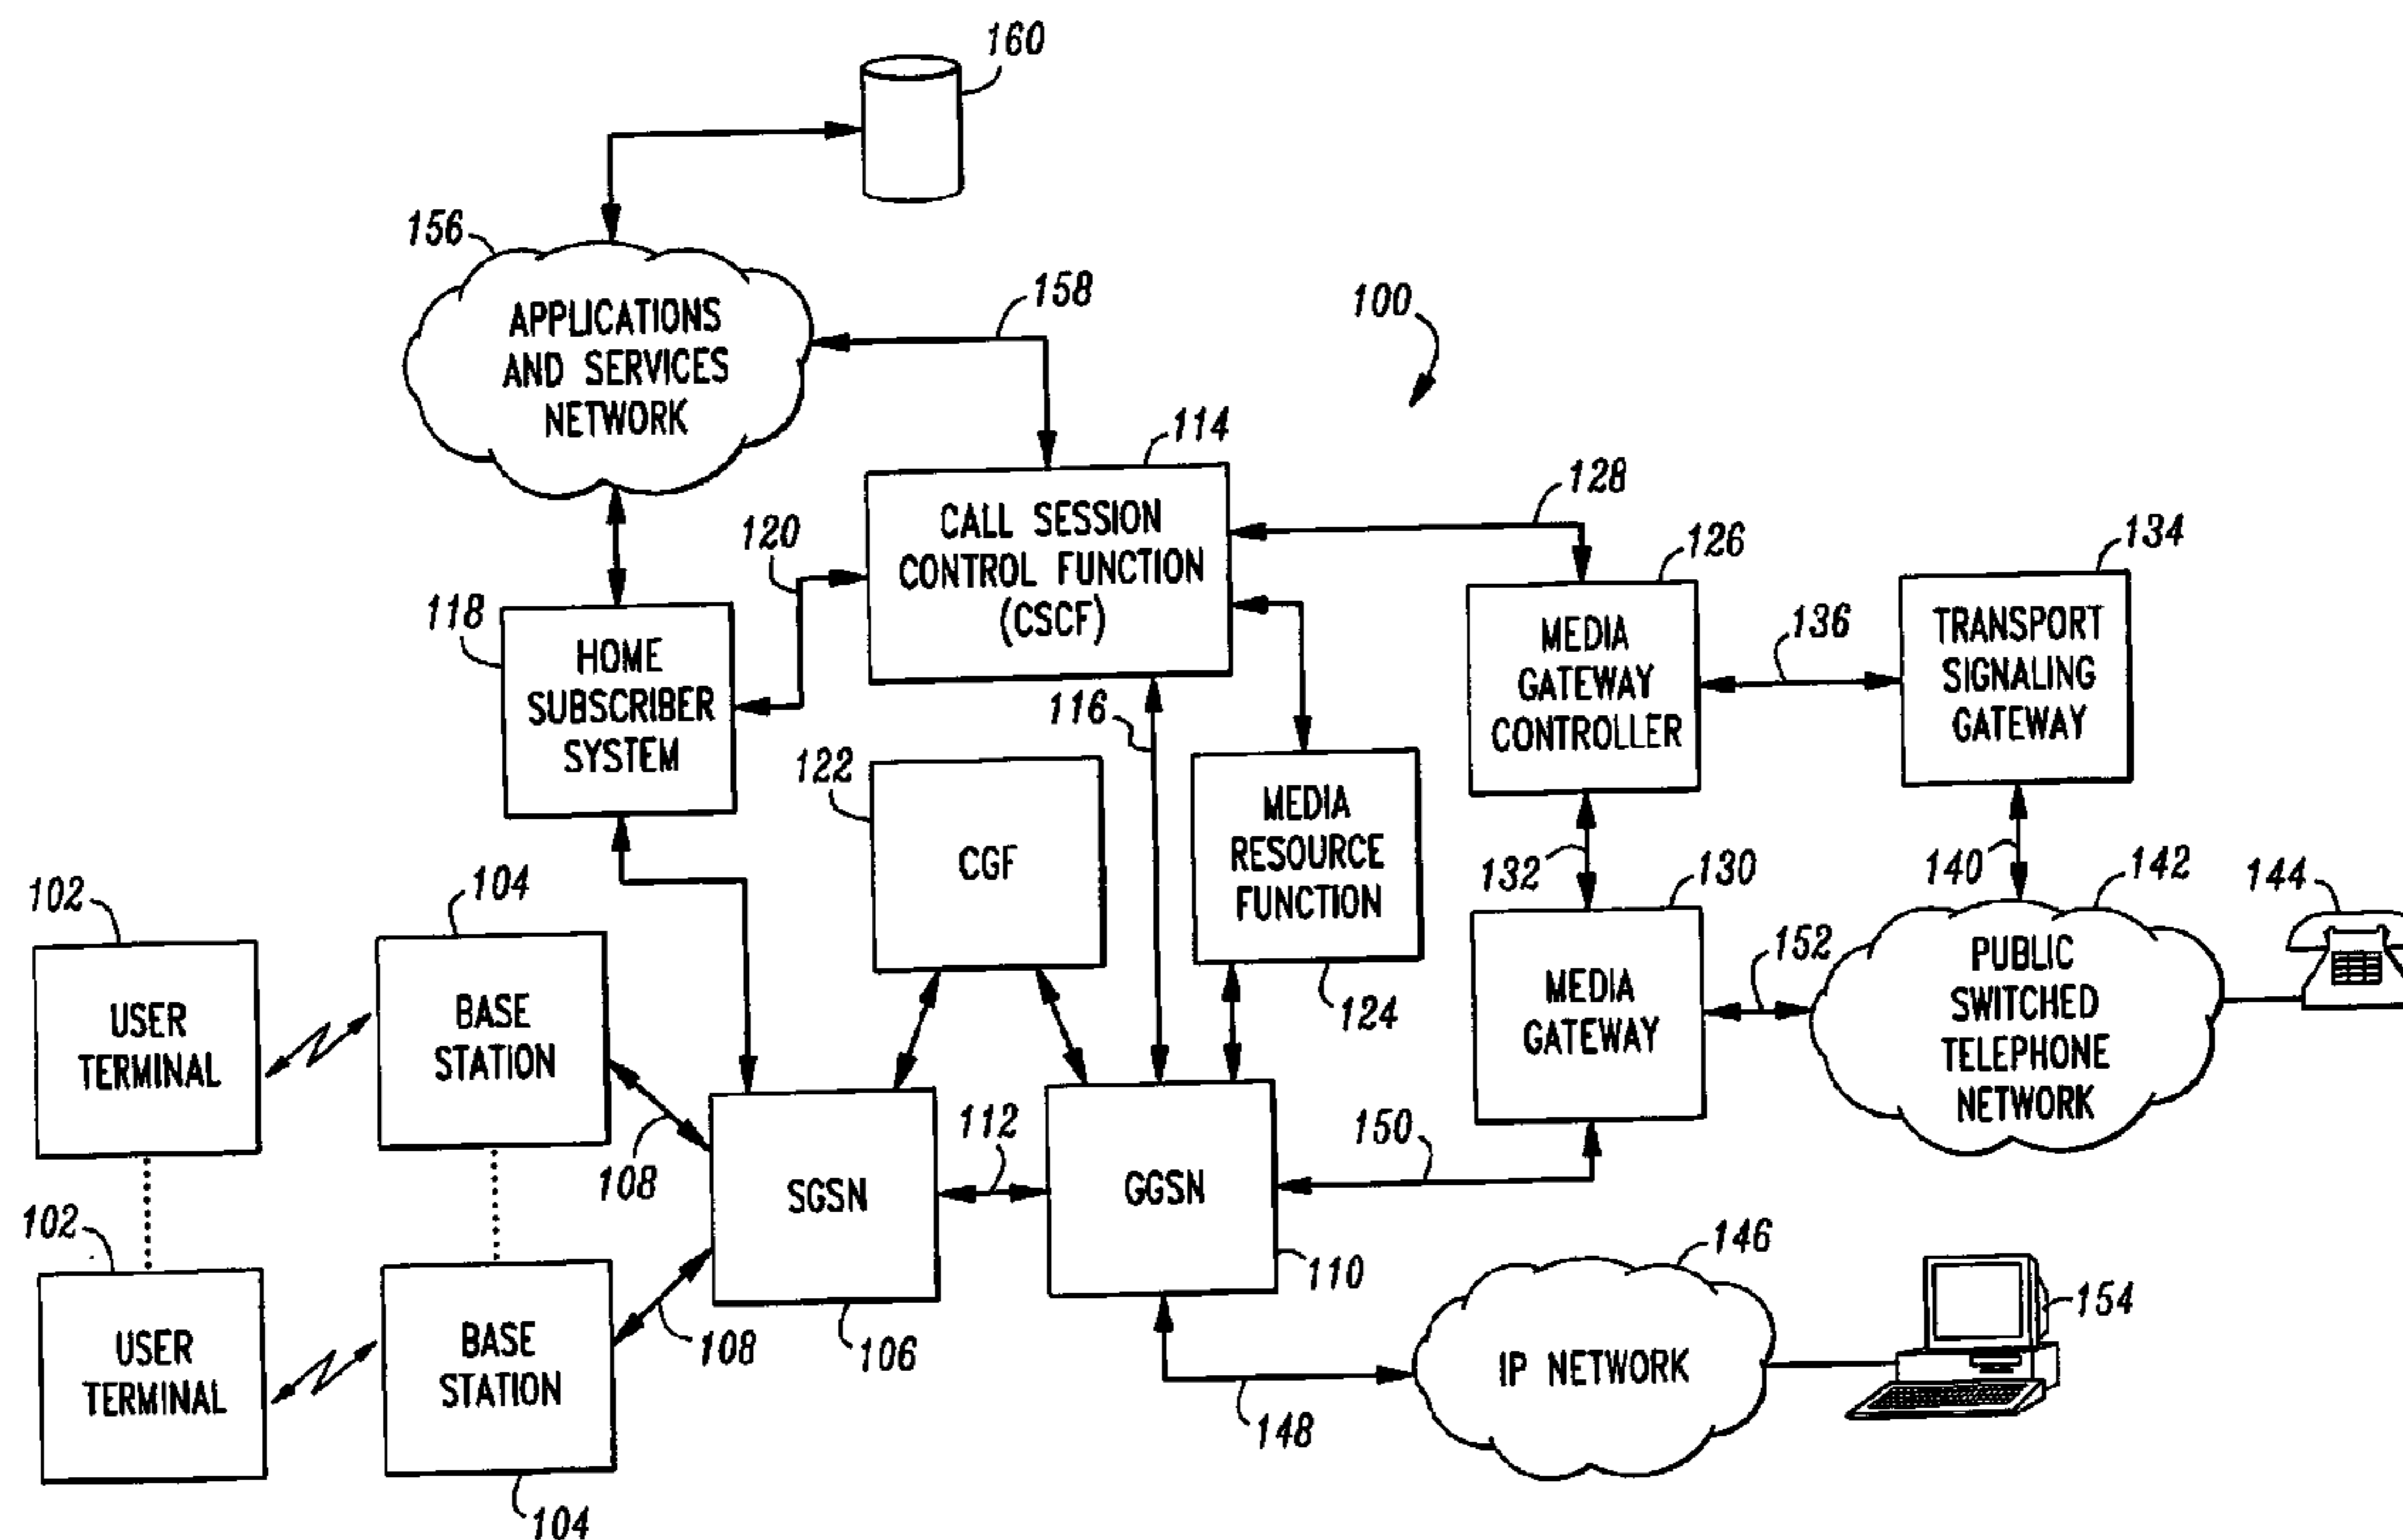 160
156
APPLICATIONS
AND SERVICES
NETWORK
158
100
114
CALL SESSION
CONTROL FUNCTION
(CSCF)
120
128
126
134
118
HOME
SUBSCRIBER
SYSTEM
MEDIA
GATEWAY
CONTROLLER
136
TRANSPORT
SIGNALING
GATEWAY
116
122
CGF
MEDIA
RESOURCE
FUNCTION
124
132
130
140
142
144
102
USER
TERMINAL
104
BASE
STATION
MEDIA
GATEWAY
152
PUBLIC
SWITCHED
TELEPHONE
NETWORK
108
SGSN
112
GGSN
150
110
102
USER
TERMINAL
BASE
STATION
104
108
106
148
146
IP NETWORK
154